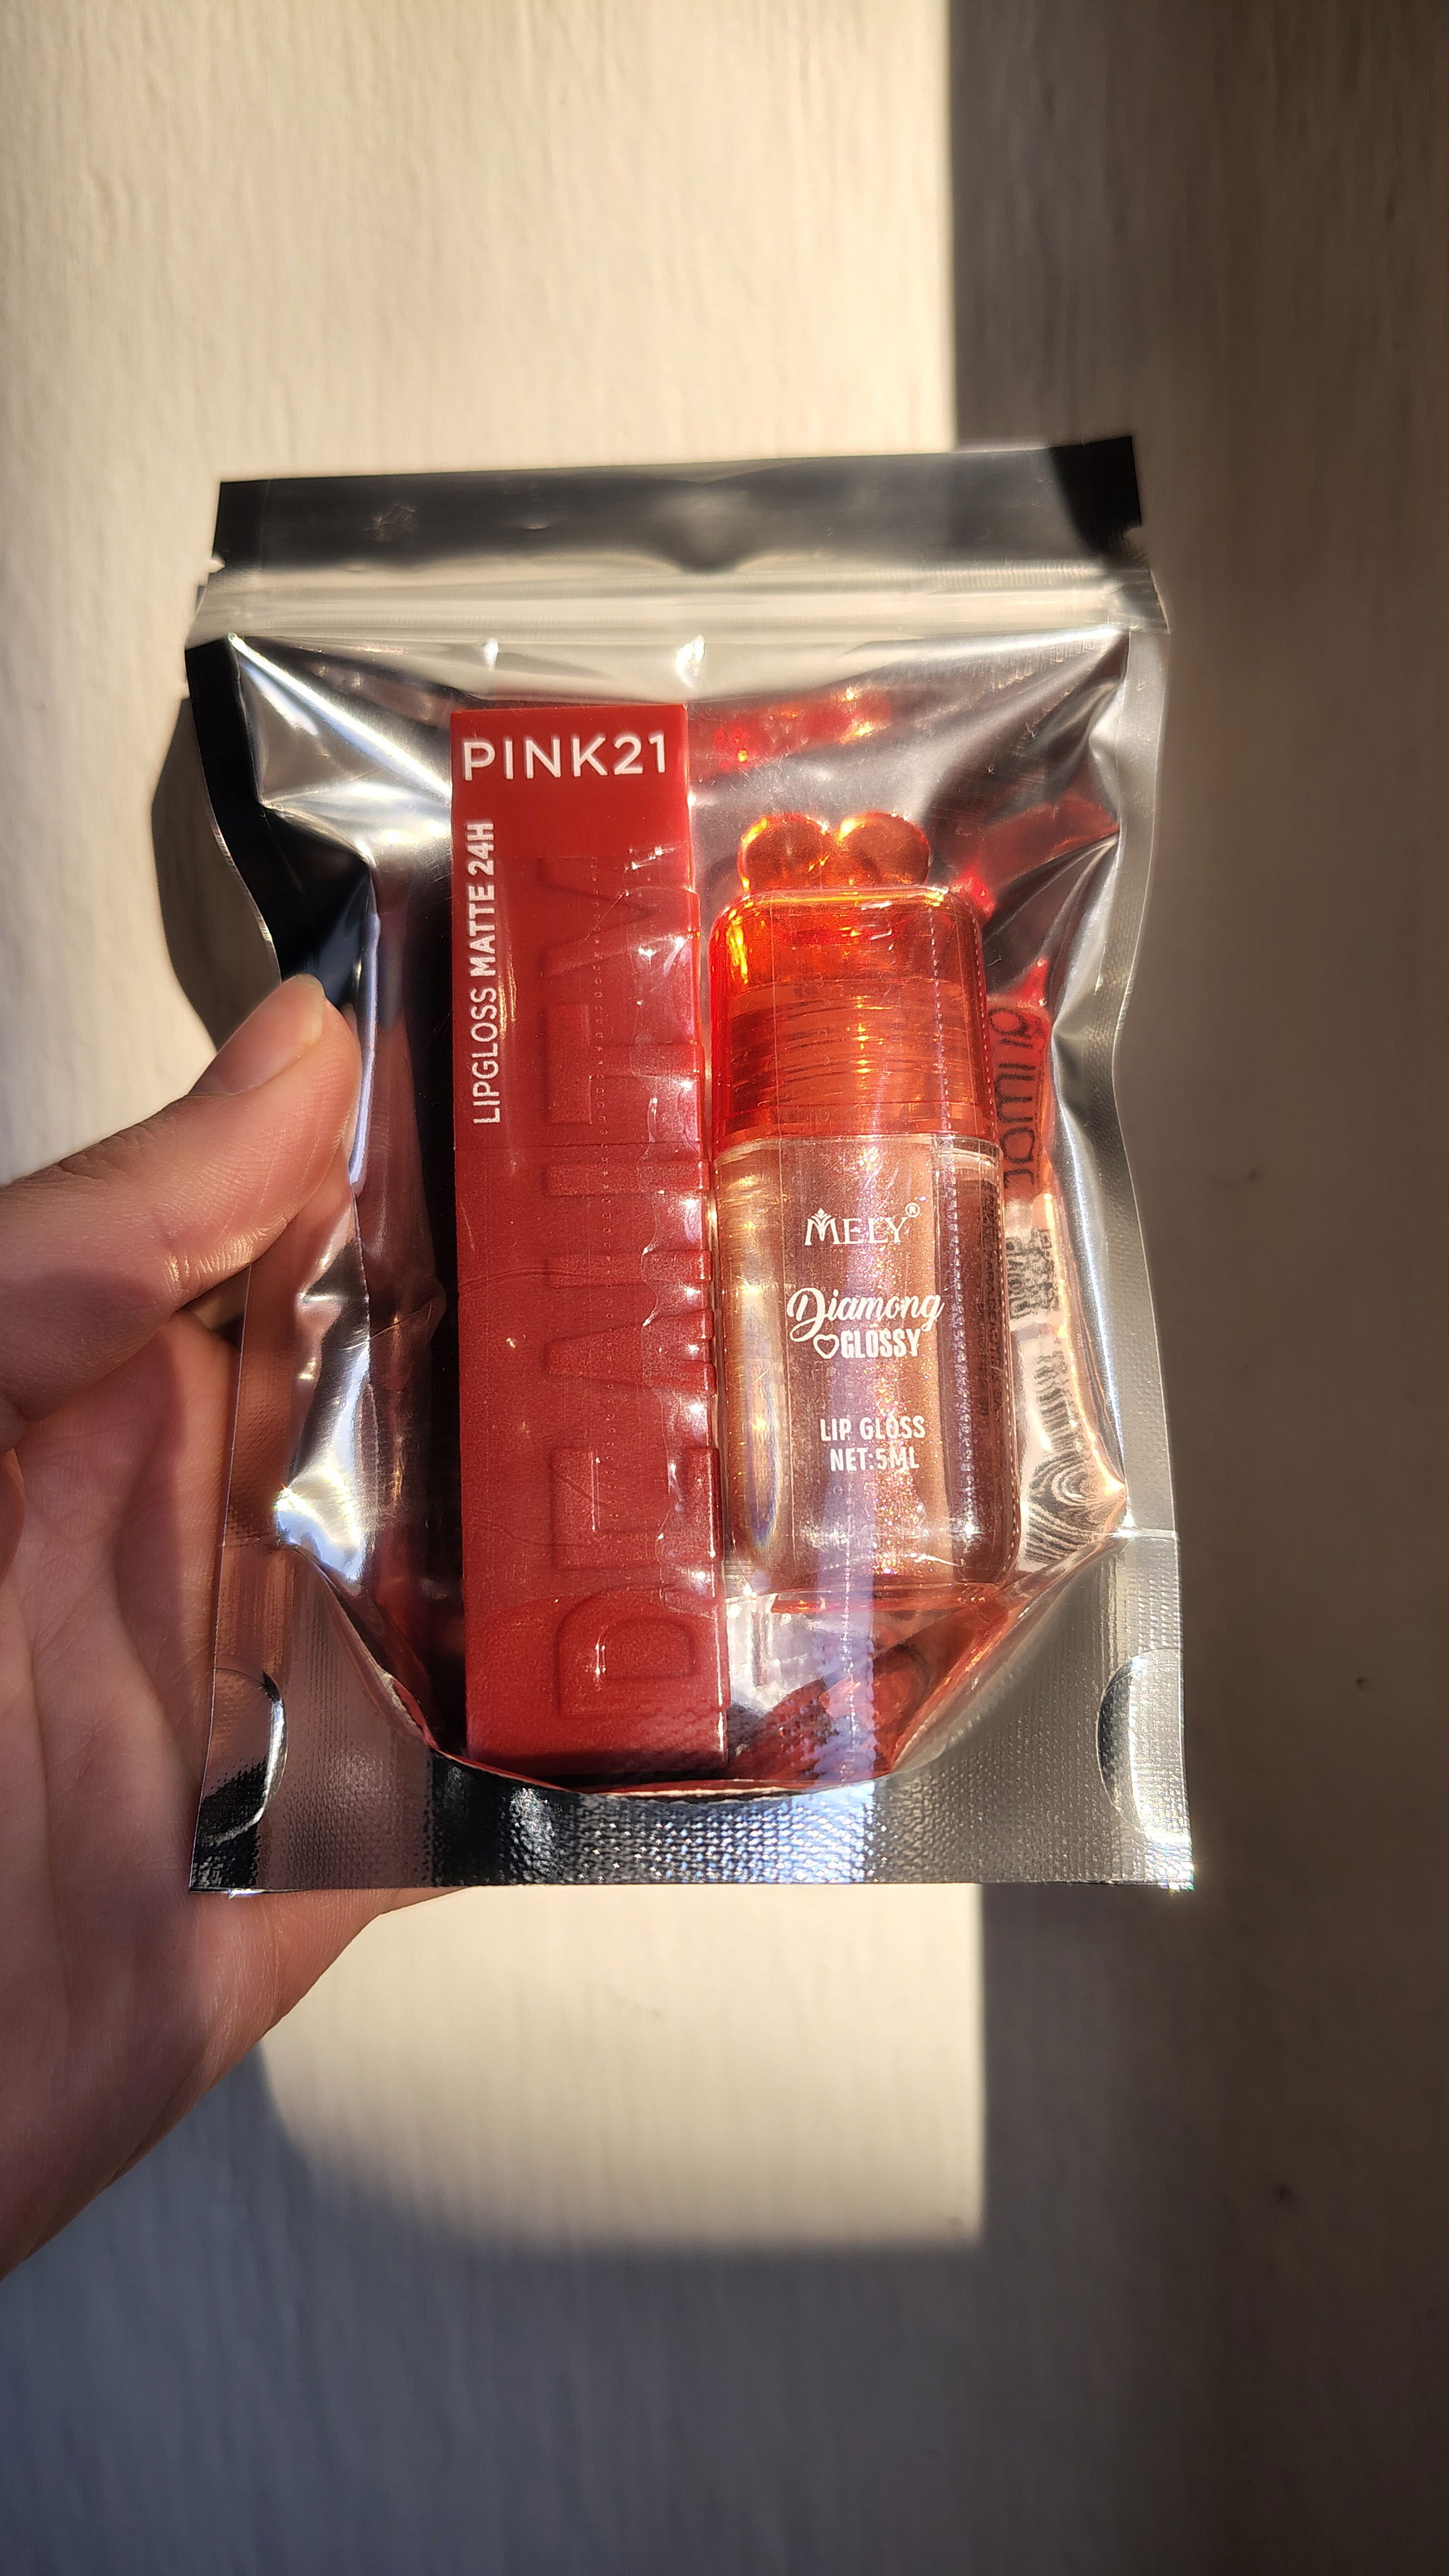 PINK21
LIPGLOSS MATTE 24H
MELY®
Diamong
GLOSSY
LIP GLOSS
NET:5ML